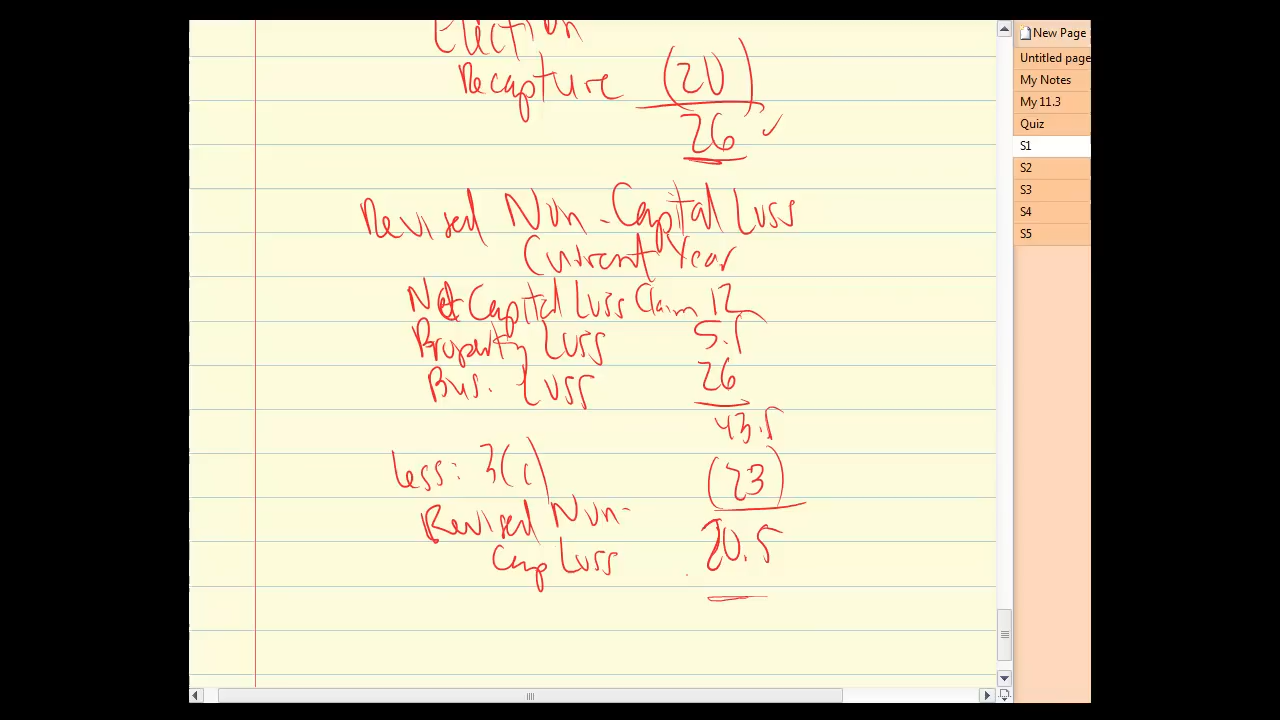 Election
Recapture (20)
26 ✓
Revised Non-Capital Loss
Current Year
Net Capital Loss Claim 12
Property Loss 5.5
Bus. Loss 26
43.5
less: 3(c) (23)
Revised Non-
Cap Loss 20.5
New Page
Untitled page
My Notes
My 11.3
Quiz
S1
S2
S3
S4
S5